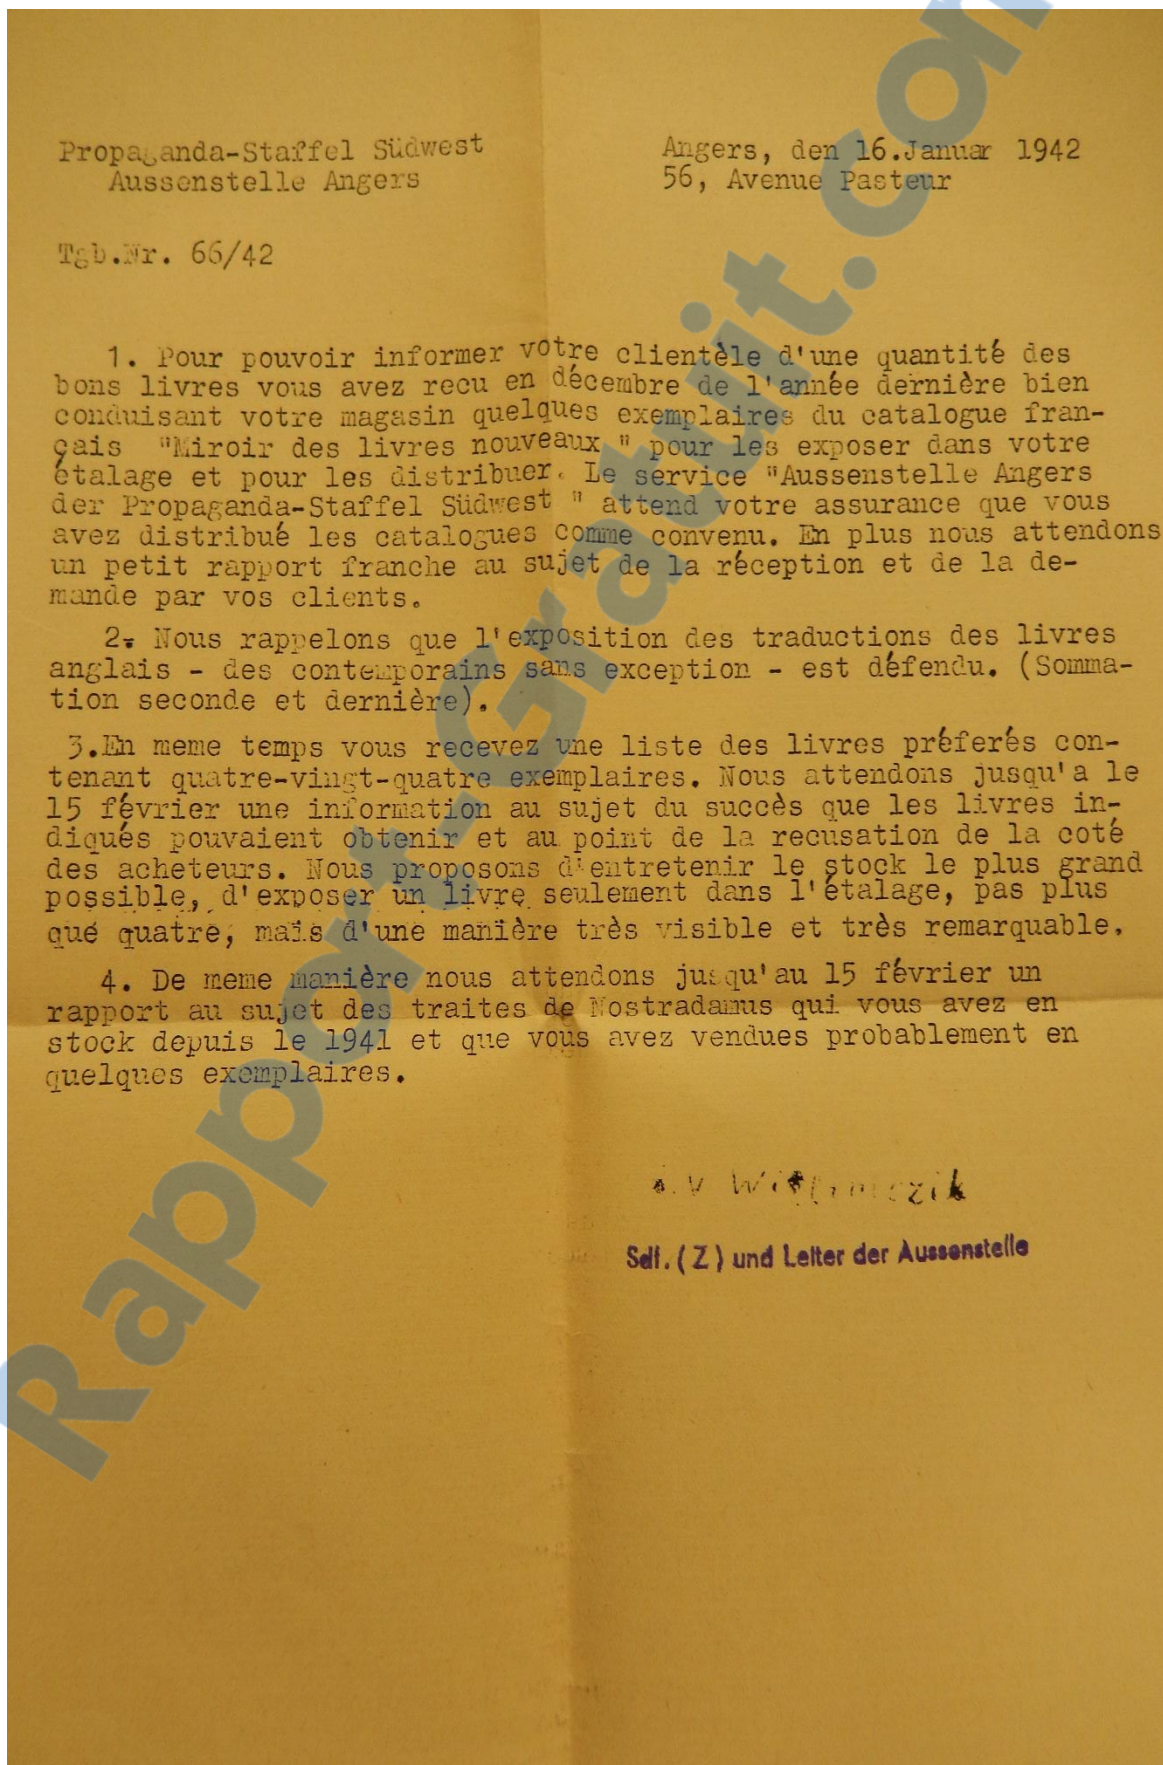 Propaganda-Staffel Südwest
Aussenstelle Angers
Angers, den 16.Januar 1942
56, Avenue Pasteur
Tgb.Nr. 66/42
1. Pour pouvoir informer votre clientèle d'une quantité des
bons livres vous avez recu en décembre de l'année dernière bien
conduisant votre magasin quelques exemplaires du catalogue fran-
çais "Miroir des livres nouveaux " pour les exposer dans votre
étalage et pour les distribuer. Le service "Aussenstelle Angers
der Propaganda-Staffel Südwest " attend votre assurance que vous
avez distribué les catalogues comme convenu. En plus nous attendons
un petit rapport franche au sujet de la réception et de la de-
mande par vos clients.
2. Nous rappelons que l'exposition des traductions des livres
anglais - des contemporains sans exception - est défendu. (Somma-
tion seconde et dernière).
3.En meme temps vous recevez une liste des livres préferés con-
tenant quatre-vingt-quatre exemplaires. Nous attendons jusqu'a le
15 février une information au sujet du succès que les livres in-
diqués pouvaient obtenir et au point de la recusation de la coté
des acheteurs. Nous proposons d'entretenir le stock le plus grand
possible, d'exposer un livre seulement dans l'étalage, pas plus
que quatre, mais d'une manière très visible et très remarquable.
4. De meme manière nous attendons jusqu'au 15 février un
rapport au sujet des traites de Nostradamus qui vous avez en
stock depuis le 1941 et que vous avez vendues probablement en
quelques exemplaires.
Sdf. (Z) und Leiter der Aussenstelle
Rapport-Gratuit.com